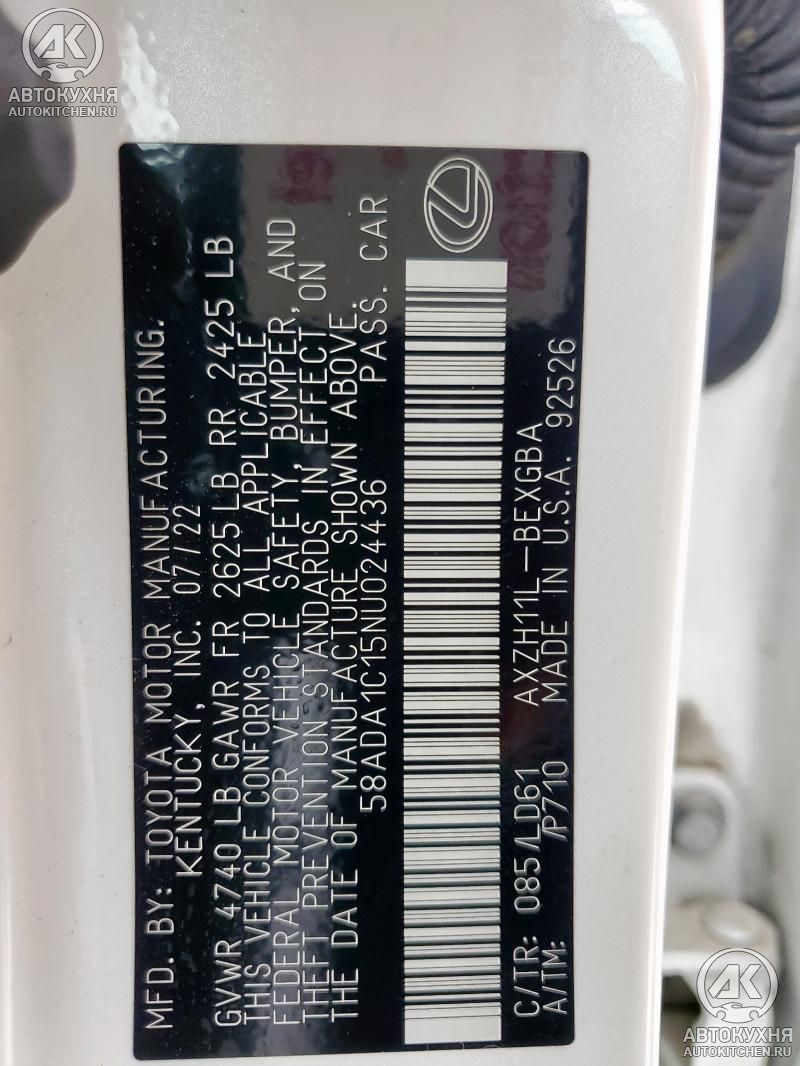 AK
АВТОКУХНЯ
AUTOKITCHEN.RU
MFD. BY: TOYOTA MOTOR MANUFACTURING.
KENTUCKY, INC. 07/22
GVWR 4740 LB GAWR FR 2625 LB RR 2425 LB
THIS VEHICLE CONFORMS TO ALL APPLICABLE
FEDERAL MOTOR VEHICLE SAFETY, BUMPER, AND
THEFT PREVENTION STANDARDS IN EFFECT ON
THE DATE OF MANUFACTURE SHOWN ABOVE.
58ADA1C15NU024436 PASS. CAR
C/TR: 085/LD61 AXZH11L-BEXGBA
A/TM: /P710 MADE IN U.S.A. 92526
AK
АВТОКУХНЯ
AUTOKITCHEN.RU